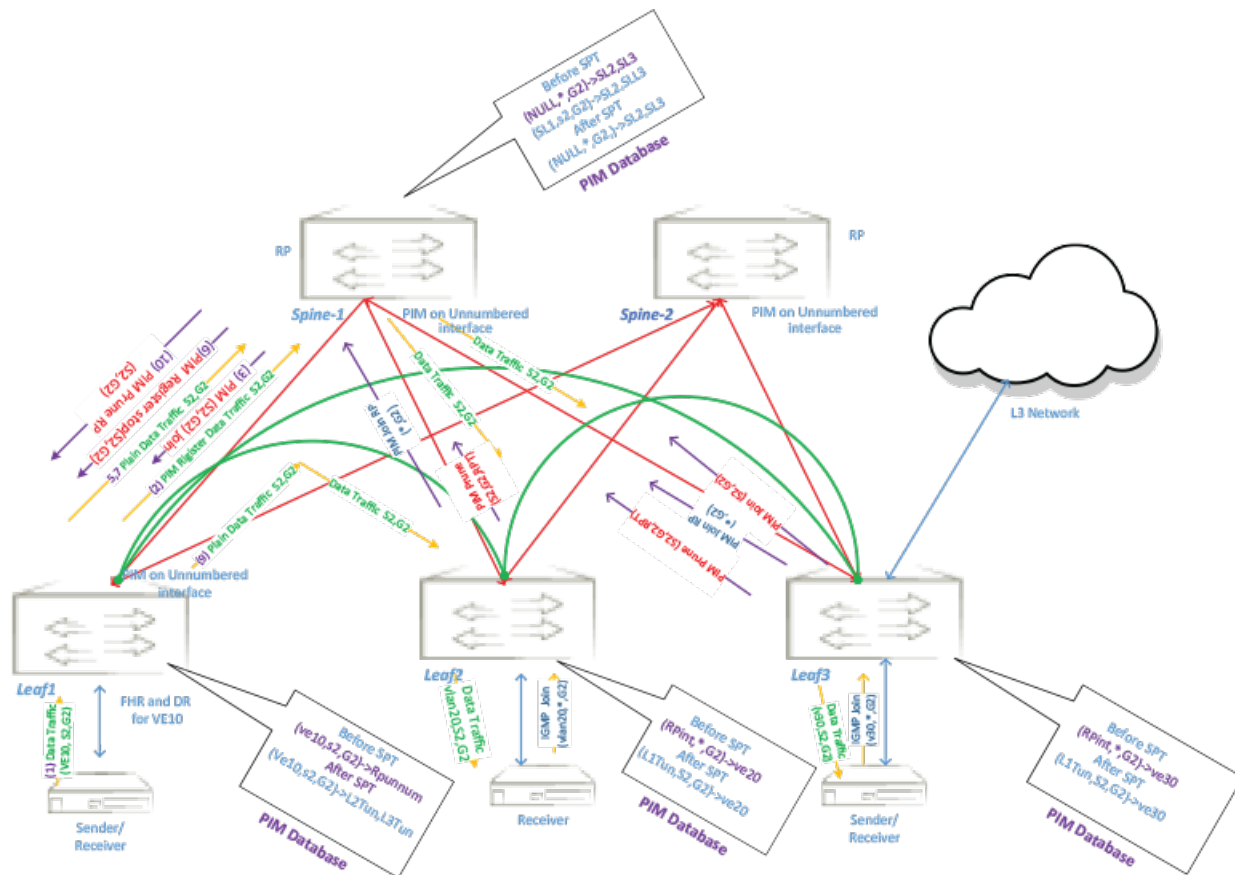 Before SPT
(NULL,*,G2)->SL2,SL3
(SL1,s2,G2)->SL2,SLL3
After SPT
(NULL,*,G2,)->SL2,SL3
PIM Database
RP
RP
Spine-1
PIM on Unnumbered
interface
Spine-2
PIM on Unnumbered
interface
L3 Network
(10) PIM Prune RP
(S2,G2)
(6)PIM Register stop(S2,G2)
5,7 Plain Data Traffic S2,G2
(3) PIM (S2,G2) join
(2) PIM Rigister Data Traffic S2,G2
(9) Plain Data Traffic S2,G2
Data Traffic S2,G2
PIM Join RP
(*,G2)
Data Traffic S2,G2
Data Traffic S2,G2
PIM Prune
(S2,G2,RPT)
PIM Join (S2,G2)
PIM Join RP
(*,G2)
PIM Prune (S2,G2,RPT)
PIM on Unnumbered
interface
Leaf1
FHR and DR
for VE10
(1) Data Traffic
(VE10, S2,G2)
Sender/
Receiver
Before SPT
(ve10,s2,G2)->Rpunnum
After SPT
(Ve10,s2,G2)->L2Tun,L3Tun
PIM Database
Leaf2
Data Traffic
vlan20,S2,G2
IGMP Join
(vlan20,*,G2)
Receiver
Before SPT
(RPint,*,G2)->ve20
After SPT
(L1Tun,S2,G2)->ve20
PIM Database
Leaf3
Data Traffic
(v30,S2,G2)
IGMP Join
(v30,*,G2)
Sender/
Receiver
Before SPT
(RPint,*,G2)->ve30
After SPT
(L1Tun,S2,G2)->ve30
PIM Database